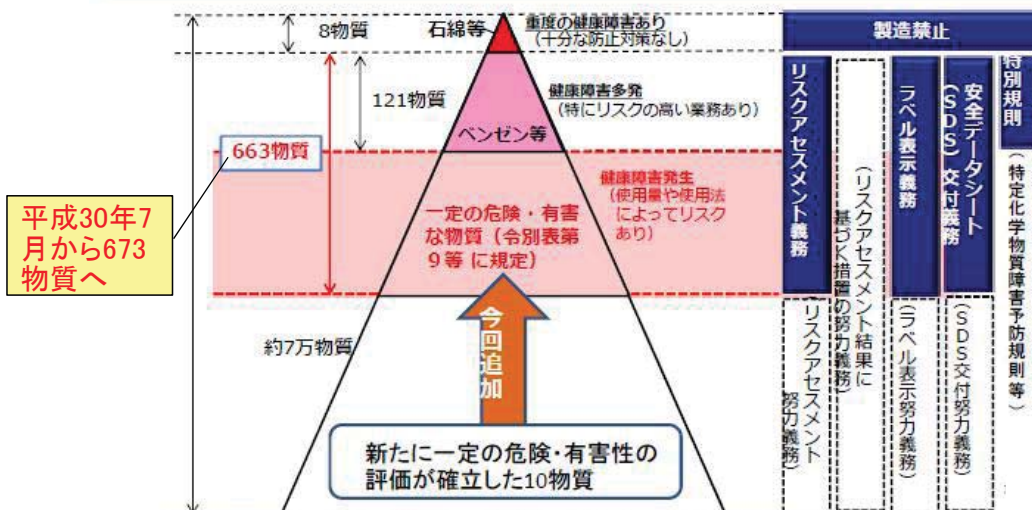 8物質
石綿等
重度の健康障害あり
(十分な防止対策なし)
製造禁止
121物質
健康障害多発
(特にリスクの高い業務あり)
ベンゼン等
663物質
平成30年7
月から673
物質へ
健康障害発生
(使用量や使用法
によってリスク
あり)
一定の危険・有害
な物質(令別表第
9等 に規定)
約7万物質
今回追加
新たに一定の危険・有害性の
評価が確立した10物質
リスクアセスメント義務
(リスクアセスメント
努力義務)
(リスクアセスメント結果に
基づく措置の努力義務)
ラベル表示義務
(ラベル表示努力義務)
安全データシート
(SDS)交付義務
(SDS交付努力義務)
特別規則
(特定化学物質障害予防規則等)